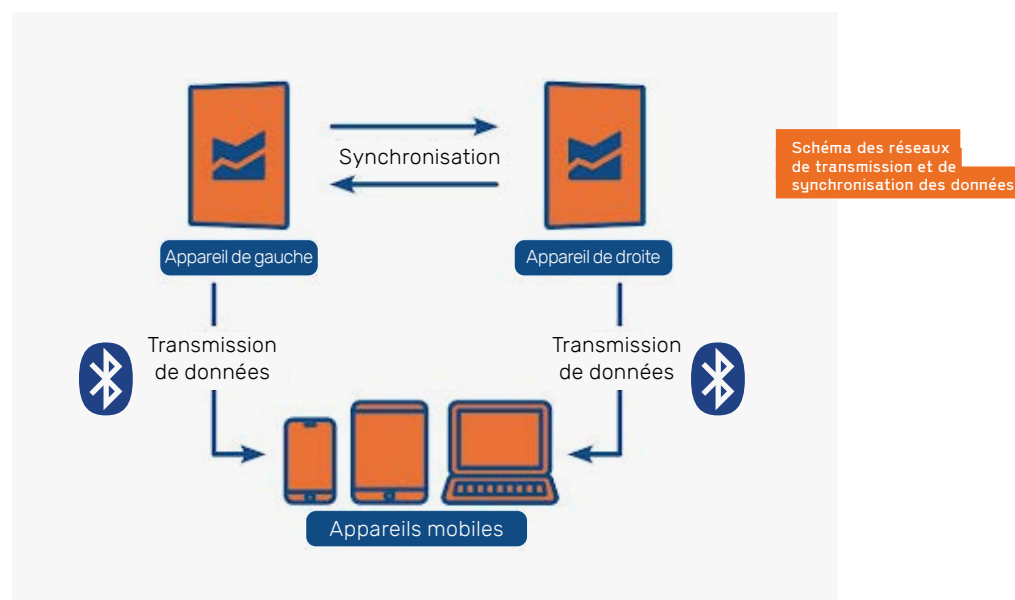 Synchronisation
Schéma des réseaux
de transmission et de
synchronisation des données
Appareil de gauche
Appareil de droite
Transmission
de données
Transmission
de données
Appareils mobiles